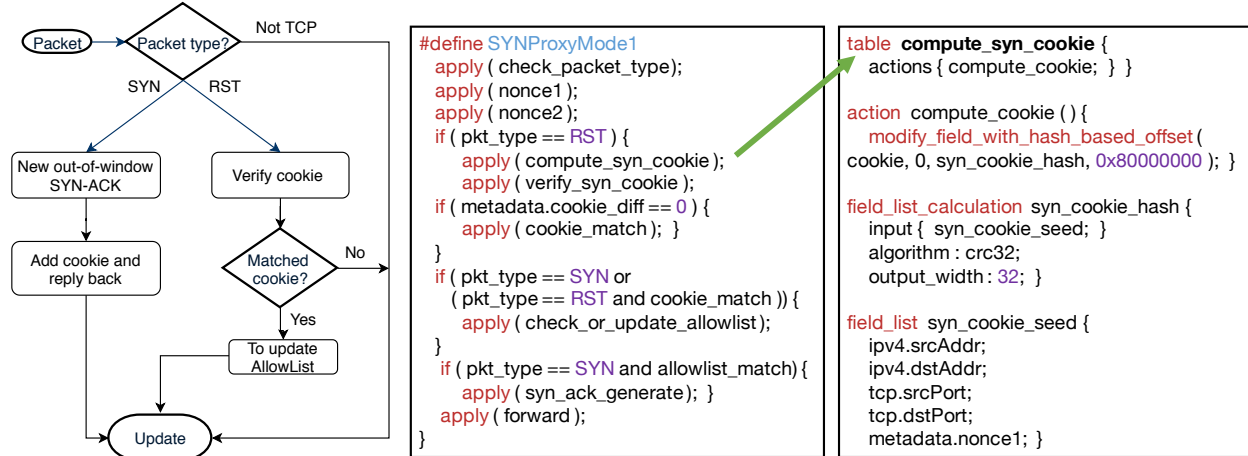 Packet
Packet type?
Not TCP
SYN
RST
New out-of-window
SYN-ACK
Verify cookie
Add cookie and
reply back
Matched
cookie?
No
Yes
To update
AllowList
Update
#define SYNProxyMode1
apply ( check_packet_type);
apply ( nonce1 );
apply ( nonce2 );
if ( pkt_type == RST ) {
apply ( compute_syn_cookie );
apply ( verify_syn_cookie );
if ( metadata.cookie_diff == 0 ) {
apply ( cookie_match ); }
}
if ( pkt_type == SYN or
( pkt_type == RST and cookie_match )) {
apply ( check_or_update_allowlist );
}
if ( pkt_type == SYN and allowlist_match) {
apply ( syn_ack_generate ); }
apply ( forward );
}
table compute_syn_cookie {
actions { compute_cookie; } }
action compute_cookie ( ) {
modify_field_with_hash_based_offset (
cookie, 0, syn_cookie_hash, 0x80000000 ); }
field_list_calculation syn_cookie_hash {
input { syn_cookie_seed; }
algorithm : crc32;
output_width : 32; }
field_list syn_cookie_seed {
ipv4.srcAddr;
ipv4.dstAddr;
tcp.srcPort;
tcp.dstPort;
metadata.nonce1; }